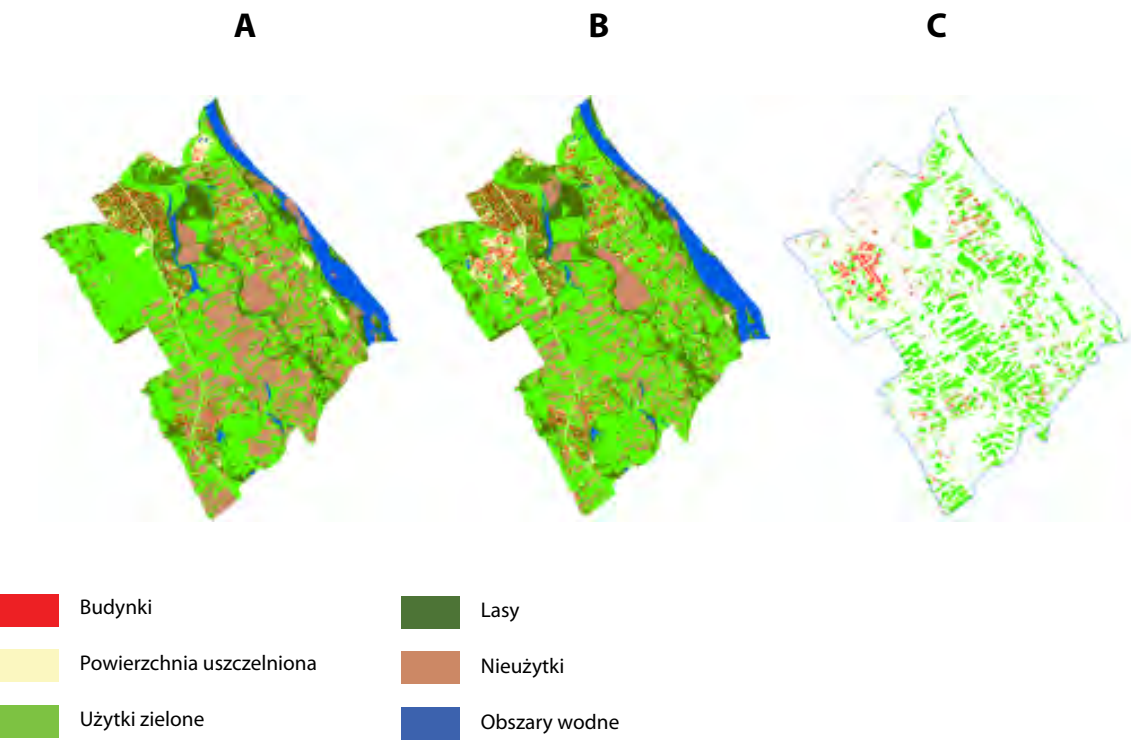 A B C
Budynki
Lasy
Powierzchnia uszczelniona
Nieużytki
Użytki zielone
Obszary wodne